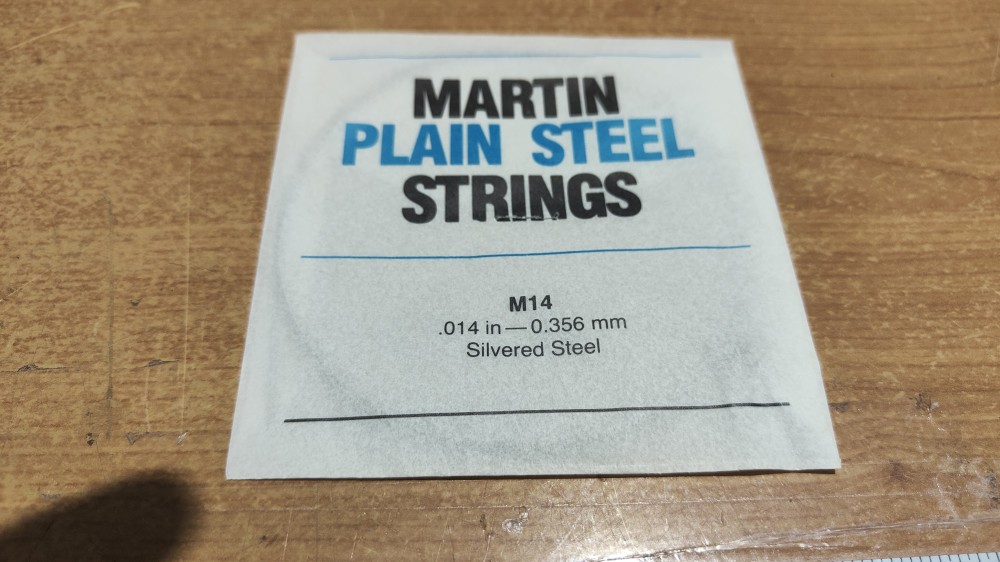 MARTIN
PLAIN STEEL
STRINGS
M14
.014 in — 0.356 mm
Silvered Steel